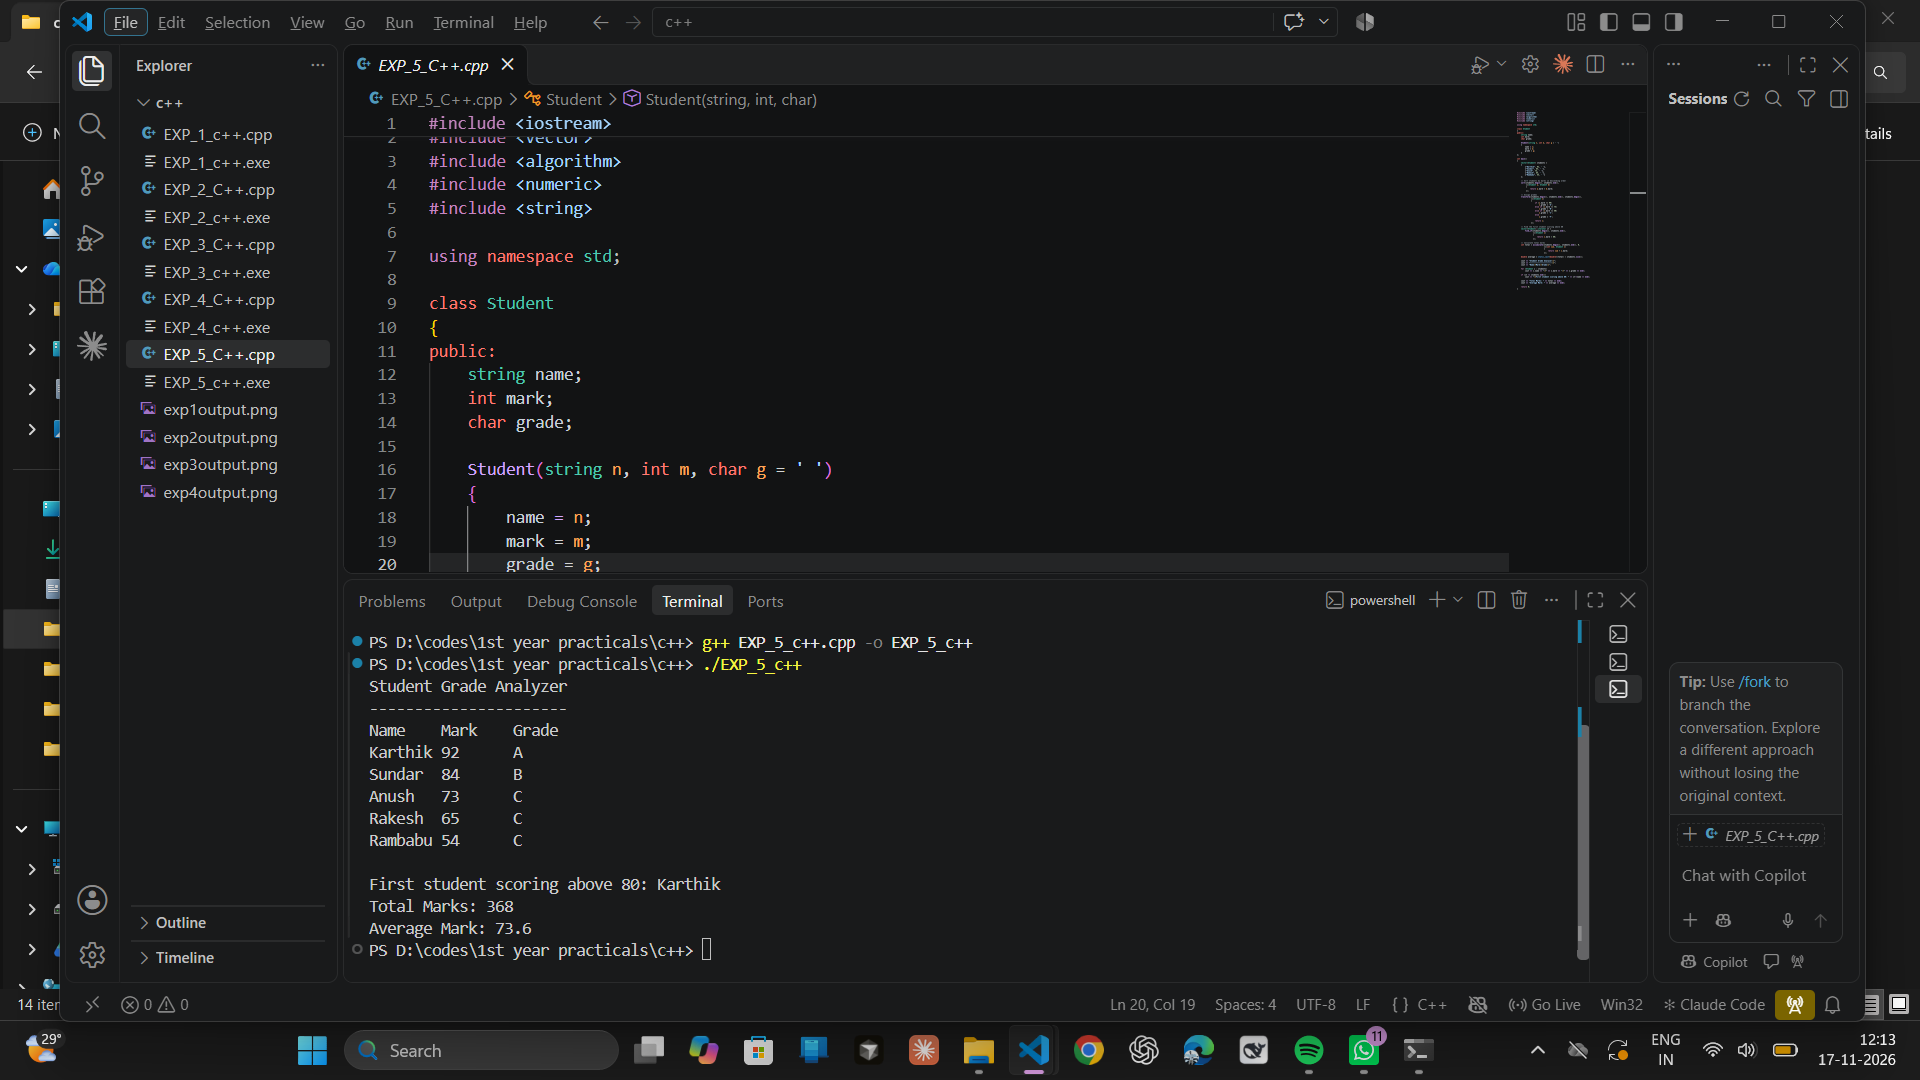 File Edit Selection View Go Run Terminal Help
c++
Explorer
c++
EXP_1_c++.cpp
EXP_1_c++.exe
EXP_2_C++.cpp
EXP_2_c++.exe
EXP_3_C++.cpp
EXP_3_c++.exe
EXP_4_C++.cpp
EXP_4_c++.exe
EXP_5_C++.cpp
EXP_5_c++.exe
exp1output.png
exp2output.png
exp3output.png
exp4output.png
Outline
Timeline
EXP_5_C++.cpp
EXP_5_C++.cpp > Student > Student(string, int, char)
1 #include <iostream>
2 #include <vector>
3 #include <algorithm>
4 #include <numeric>
5 #include <string>
6
7 using namespace std;
8
9 class Student
10 {
11 public:
12 string name;
13 int mark;
14 char grade;
15
16 Student(string n, int m, char g = ' ')
17 {
18 name = n;
19 mark = m;
20 grade = g;
Problems Output Debug Console Terminal Ports
powershell
PS D:\codes\1st year practicals\c++> g++ EXP_5_c++.cpp -o EXP_5_c++
PS D:\codes\1st year practicals\c++> ./EXP_5_c++
Student Grade Analyzer
----------------------
Name Mark Grade
Karthik 92 A
Sundar 84 B
Anush 73 C
Rakesh 65 C
Rambabu 54 C
First student scoring above 80: Karthik
Total Marks: 368
Average Mark: 73.6
PS D:\codes\1st year practicals\c++>
Sessions
Tip: Use /fork to
branch the
conversation. Explore
a different approach
without losing the
original context.
EXP_5_C++.cpp
Chat with Copilot
Copilot
tails
14 iter
0 0
Ln 20, Col 19 Spaces: 4 UTF-8 LF {} C++ Go Live Win32 Claude Code
29°
Search
11
ENG
IN
12:13
17-11-2026